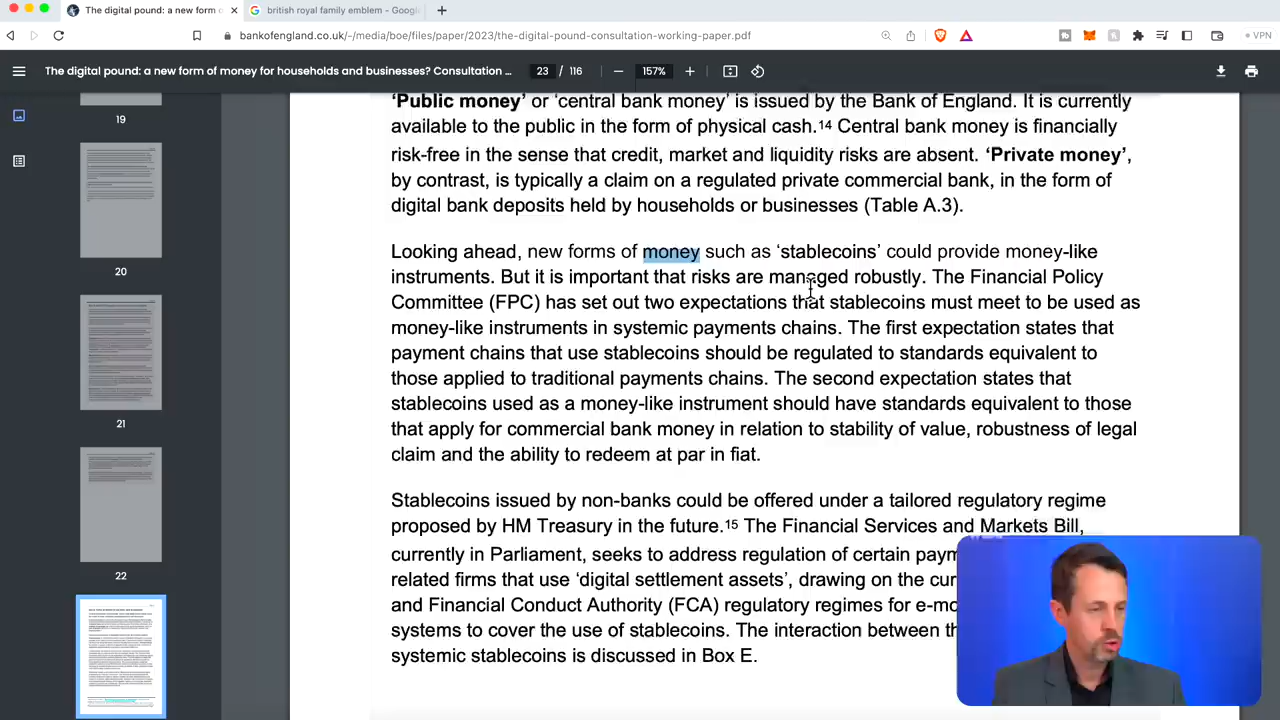 The digital pound: a new form o
british royal family emblem - Goog
bankofengland.co.uk/-/media/boe/files/paper/2023/the-digital-pound-consultation-working-paper.pdf
VPN
The digital pound: a new form of money for households and businesses? Consultation ...
23 / 116
157%
19
20
21
22
'Public money' or 'central bank money' is issued by the Bank of England. It is currently
available to the public in the form of physical cash.14 Central bank money is financially
risk-free in the sense that credit, market and liquidity risks are absent. 'Private money',
by contrast, is typically a claim on a regulated private commercial bank, in the form of
digital bank deposits held by households or businesses (Table A.3).
Looking ahead, new forms of money such as 'stablecoins' could provide money-like
instruments. But it is important that risks are managed robustly. The Financial Policy
Committee (FPC) has set out two expectations that stablecoins must meet to be used as
money-like instruments in systemic payments chains. The first expectation states that
payment chains that use stablecoins should be regulated to standards equivalent to
those applied to traditional payments chains. The second expectation states that
stablecoins used as a money-like instrument should have standards equivalent to those
that apply for commercial bank money in relation to stability of value, robustness of legal
claim and the ability to redeem at par in fiat.
Stablecoins issued by non-banks could be offered under a tailored regulatory regime
proposed by HM Treasury in the future.15 The Financial Services and Markets Bill,
currently in Parliament, seeks to address regulation of certain paym
related firms that use 'digital settlement assets', drawing on the cur
and Financial Conduct Authority (FCA) regulatory regimes for e-mo
systems to cover the use of stablecoins. The interaction between th
systemic stablecoins is discussed in Box E.